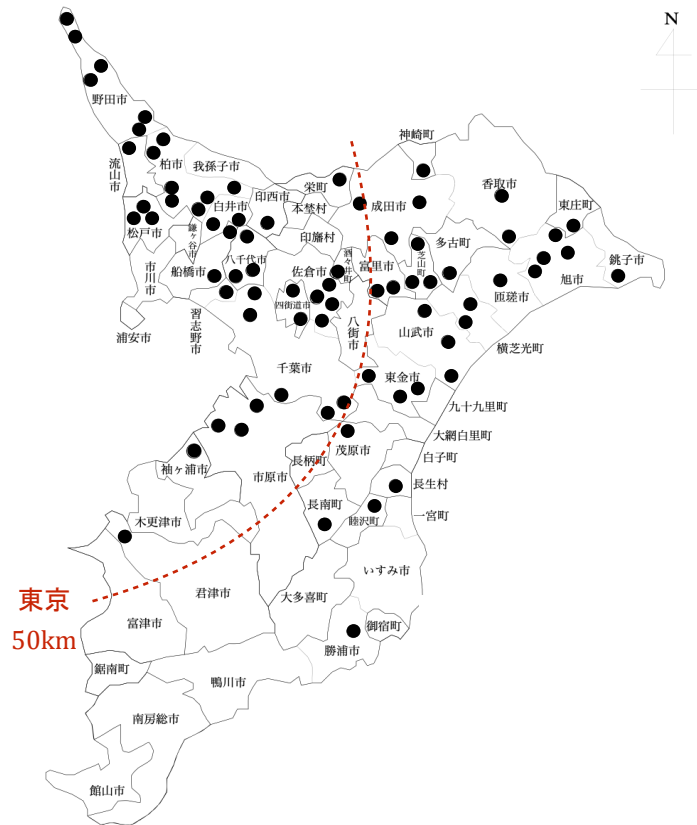 N
野田市
流山市
柏市
我孫子市
松戸市
鎌ヶ谷市
白井市
印西市
本埜村
栄町
印旛村
成田市
神崎町
香取市
東庄町
銚子市
旭市
匝瑳市
多古町
芝山町
富里市
酒々井町
佐倉市
四街道市
八千代市
船橋市
市川市
浦安市
習志野市
千葉市
八街市
山武市
横芝光町
東金市
九十九里町
大網白里町
白子町
茂原市
長柄町
長生村
一宮町
睦沢町
長南町
市原市
袖ヶ浦市
木更津市
君津市
富津市
東京
50km
大多喜町
いすみ市
御宿町
勝浦市
鴨川市
鋸南町
南房総市
館山市